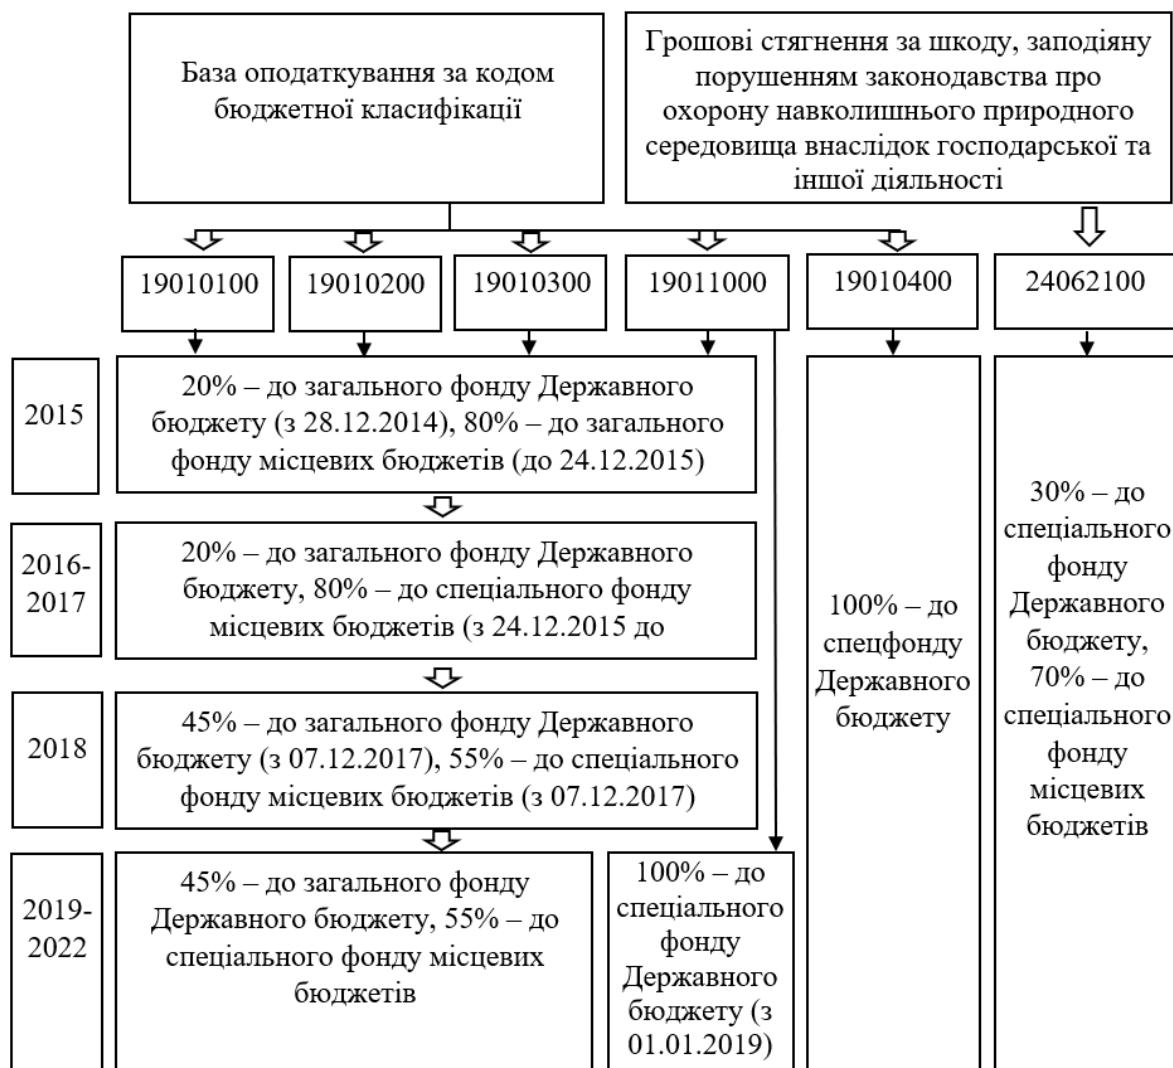 База оподаткування за кодом
бюджетної класифікації
Грошові стягнення за шкоду, заподіяну
порушенням законодавства про
охорону навколишнього природного
середовища внаслідок господарської та
іншої діяльності
19010100
19010200
19010300
19011000
19010400
24062100
2015
20% – до загального фонду Державного
бюджету (з 28.12.2014), 80% – до загального
фонду місцевих бюджетів (до 24.12.2015)
2016-
2017
20% – до загального фонду Державного
бюджету, 80% – до спеціального фонду
місцевих бюджетів (з 24.12.2015 до
2018
45% – до загального фонду Державного
бюджету (з 07.12.2017), 55% – до спеціального
фонду місцевих бюджетів (з 07.12.2017)
2019-
2022
45% – до загального фонду
Державного бюджету, 55% – до
спеціального фонду місцевих
бюджетів
100% – до
спеціального
фонду
Державного
бюджету (з
01.01.2019)
100% – до
спецфонду
Державного
бюджету
30% – до
спеціального
фонду
Державного
бюджету,
70% – до
спеціального
фонду
місцевих
бюджетів